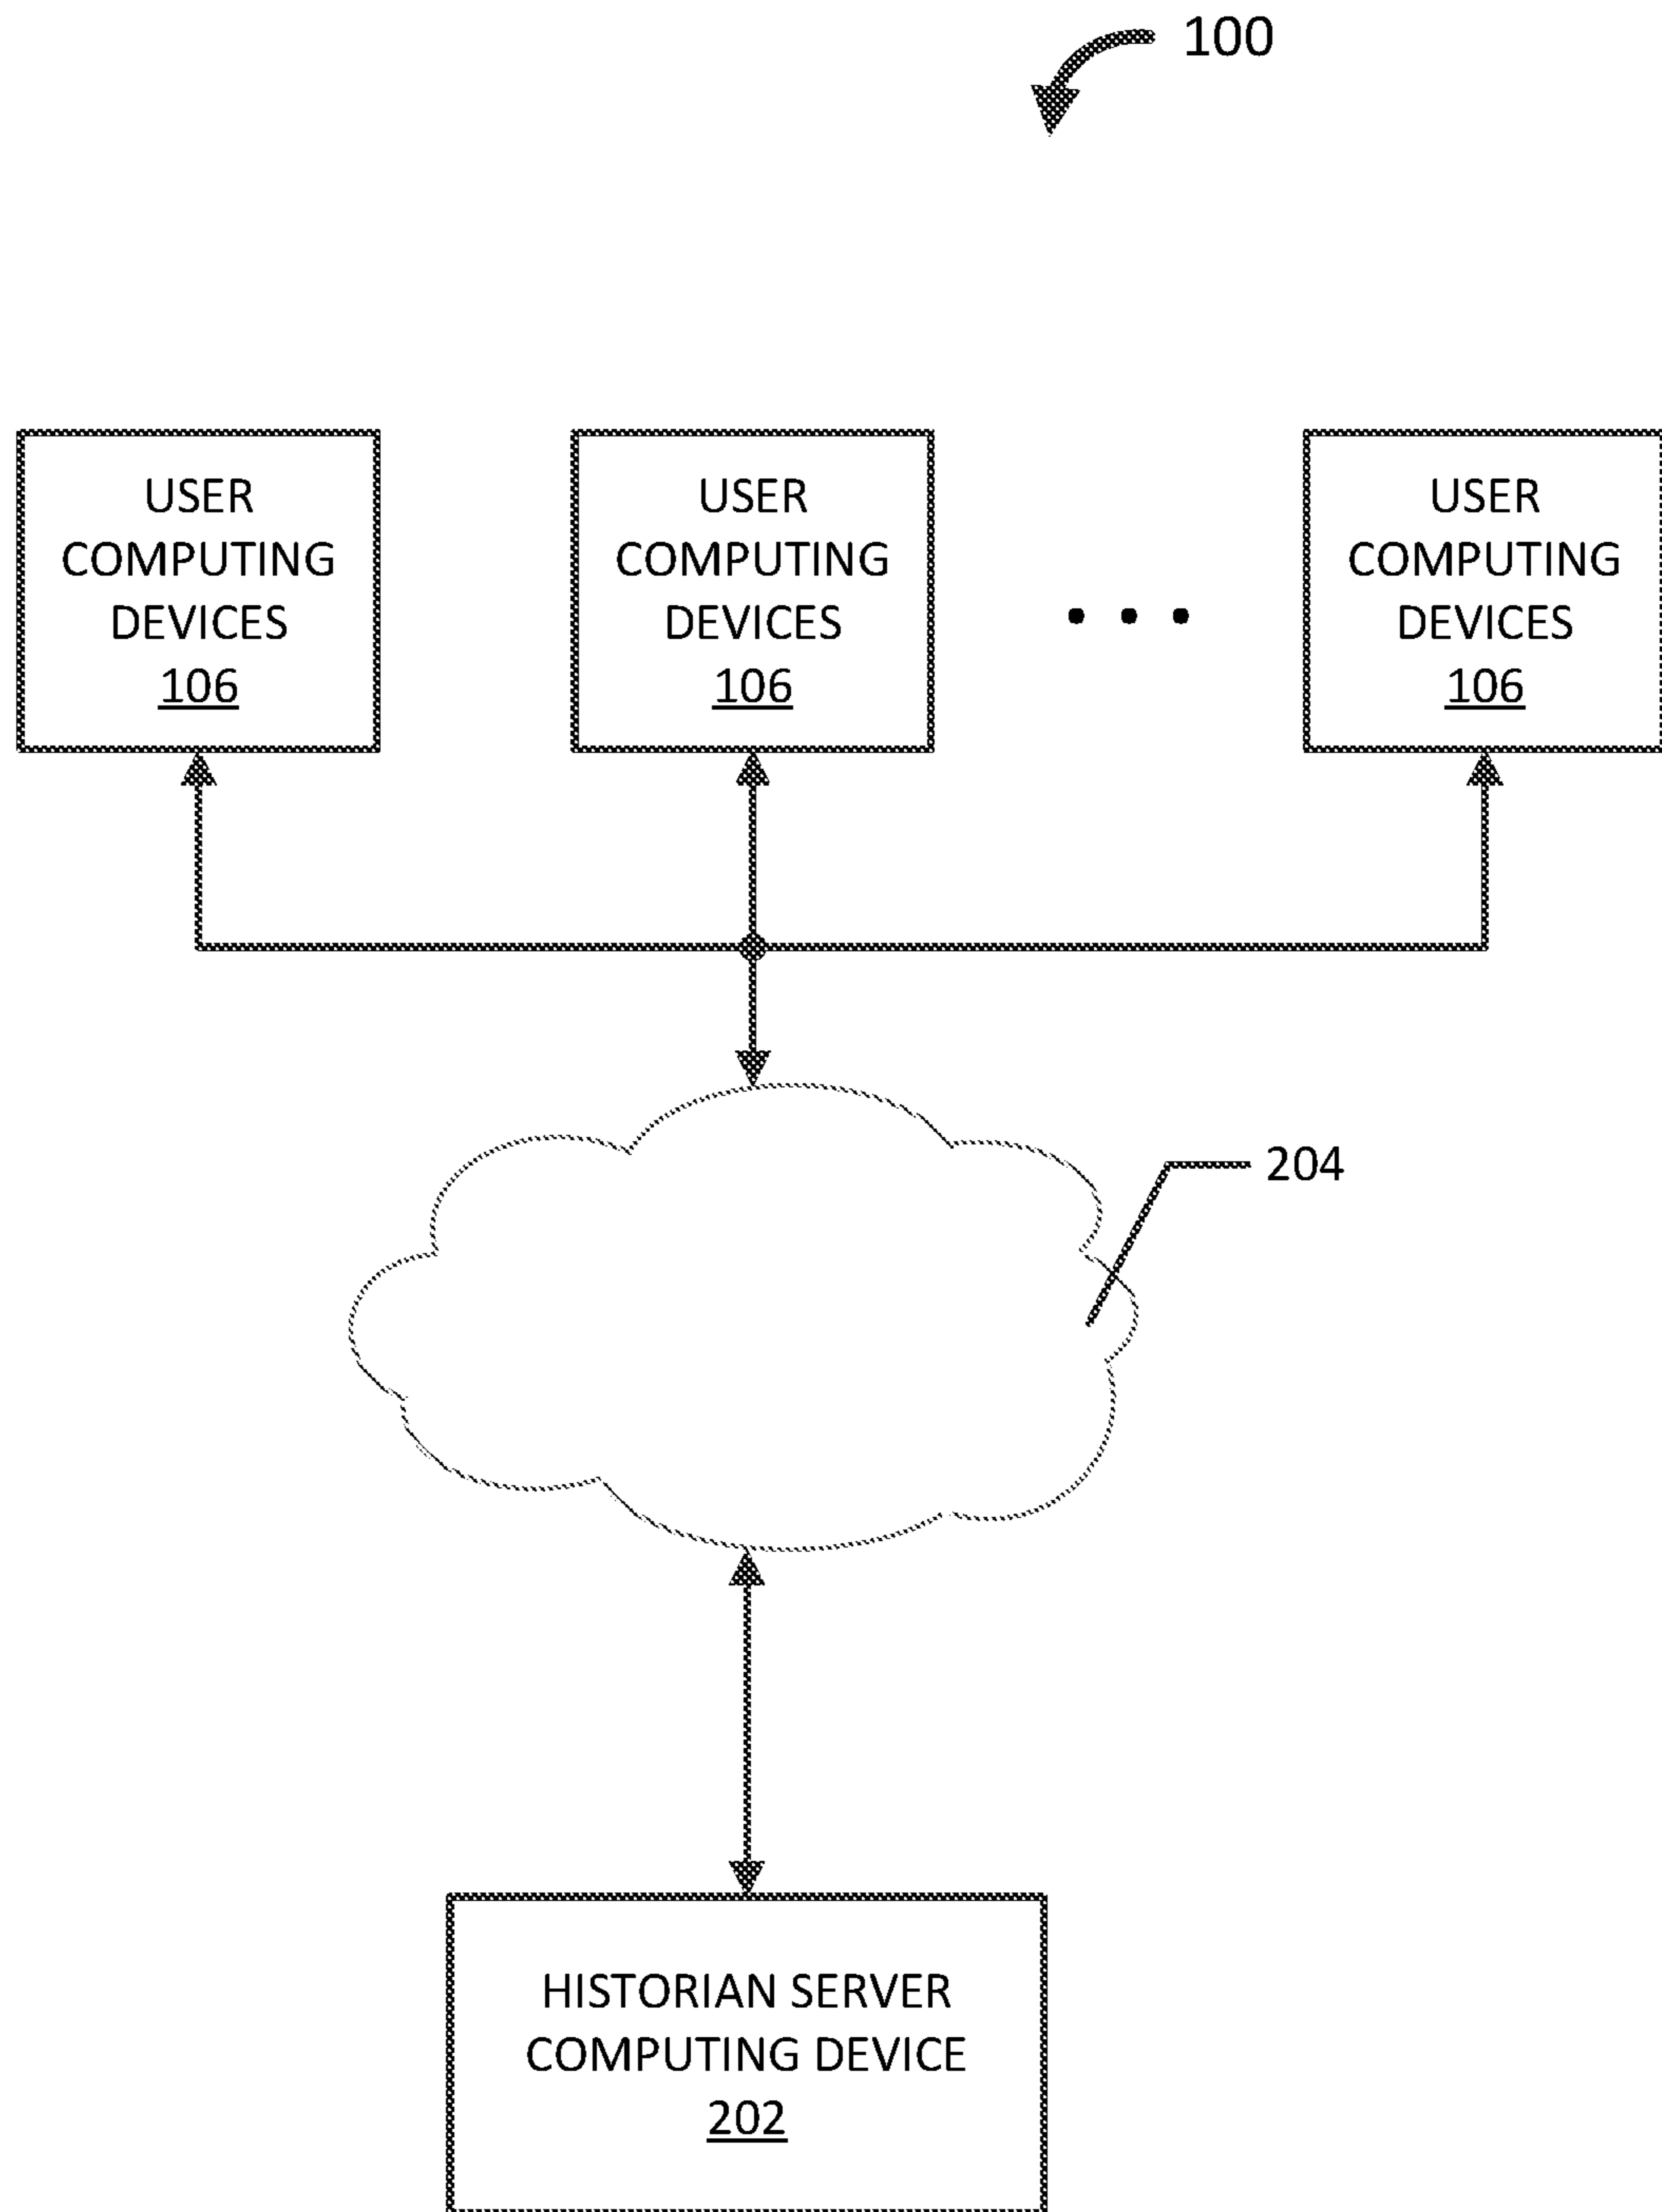 100
USER
COMPUTING
DEVICES
106
USER
COMPUTING
DEVICES
106
USER
COMPUTING
DEVICES
106
204
HISTORIAN SERVER
COMPUTING DEVICE
202